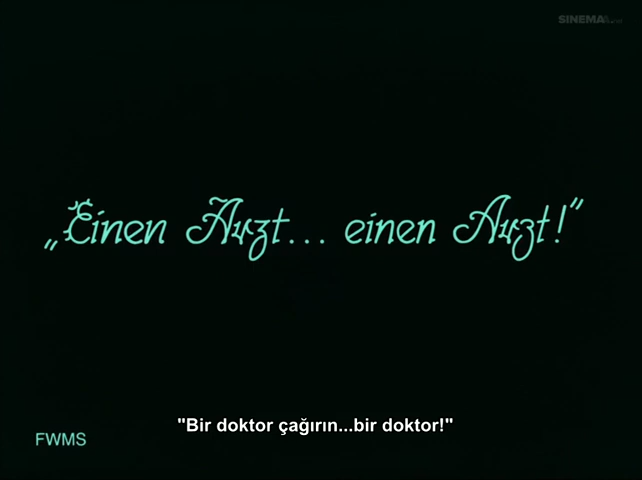 SINEMA
„Einen Arzt... einen Arzt!”
"Bir doktor çağırın...bir doktor!"
FWMS